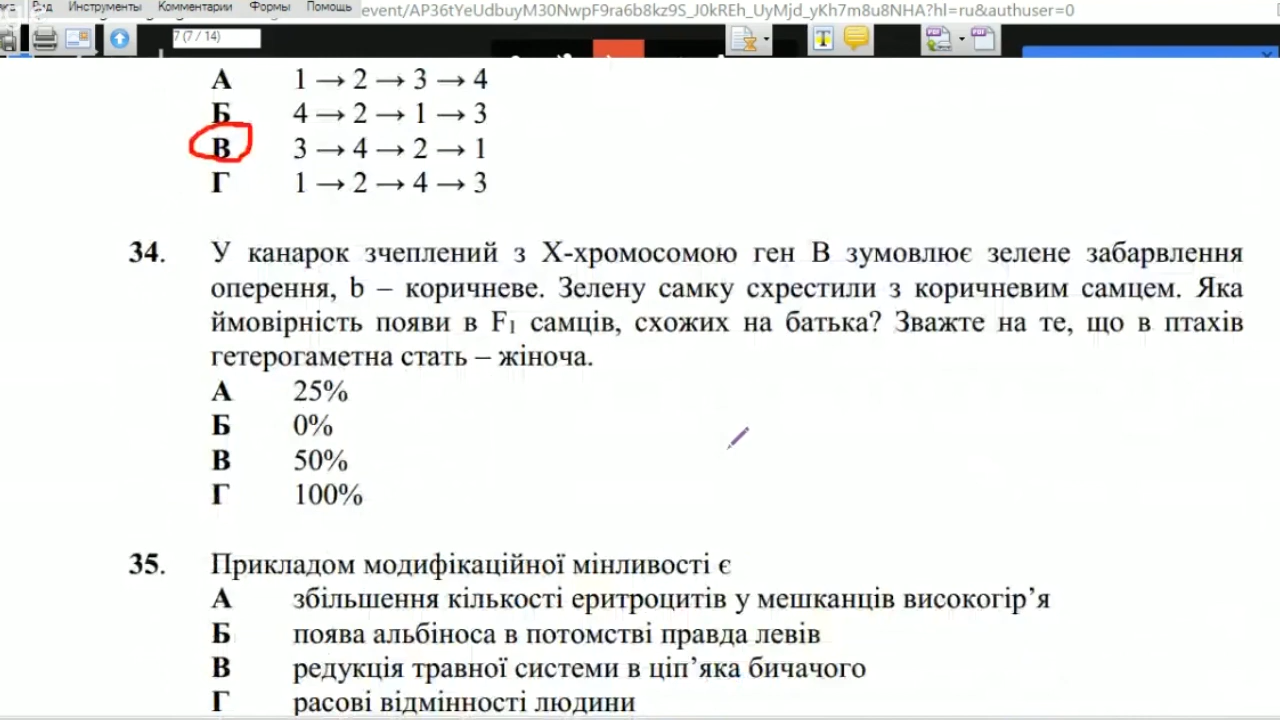 Вид Инструменты Комментарии Формы Помощь event/AP36tYeUdbuyM30NwpF9ra6b8kz9S_J0kREh_UyMjd_yKh7m8u8NHA?hl=ru&authuser=0
7 (7 / 14)
А 1 → 2 → 3 → 4
Б 4 → 2 → 1 → 3
В 3 → 4 → 2 → 1
Г 1 → 2 → 4 → 3
34. У канарок зчеплений з Х-хромосомою ген В зумовлює зелене забарвлення
оперення, b – коричневе. Зелену самку схрестили з коричневим самцем. Яка
ймовірність появи в F₁ самців, схожих на батька? Зважте на те, що в птахів
гетерогаметна стать – жіноча.
А 25%
Б 0%
В 50%
Г 100%
35. Прикладом модифікаційної мінливості є
А збільшення кількості еритроцитів у мешканців високогір’я
Б поява альбіноса в потомстві правда левів
В редукція травної системи в ціп’яка бичачого
Г расові відмінності людини